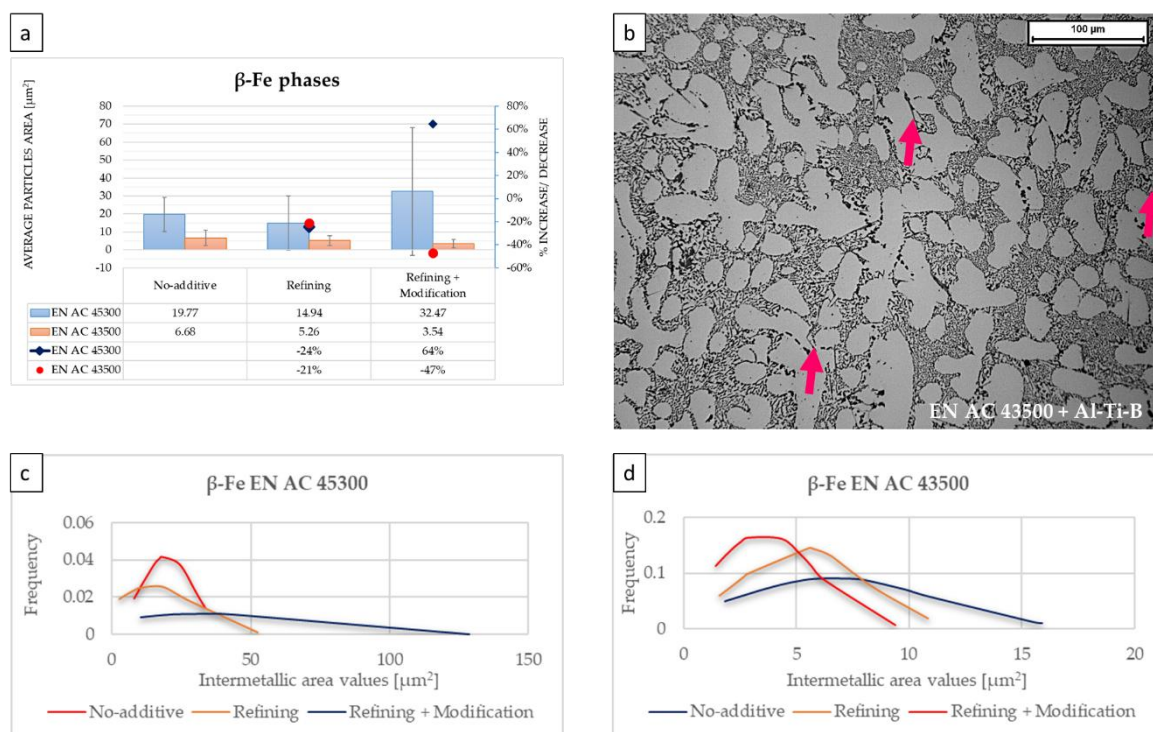 a
β-Fe phases
AVERAGE PARTICLES AREA [μm²]
80
70
60
50
40
30
20
10
0
-10
80%
60%
40%
20%
0%
-20%
-40%
-60%
% INCREASE/ DECREASE
No-additive Refining Refining + Modification
EN AC 45300 19.77 14.94 32.47
EN AC 43500 6.68 5.26 3.54
EN AC 45300 -24% 64%
EN AC 43500 -21% -47%
b
100 μm
EN AC 43500 + Al-Ti-B
c
β-Fe EN AC 45300
Frequency
0.06
0.04
0.02
0
0 50 100 150
Intermetallic area values [μm²]
No-additive Refining Refining + Modification
d
β-Fe EN AC 43500
Frequency
0.2
0.1
0
0 5 10 15 20
Intermetallic area values [μm²]
No-additive Refining Refining + Modification